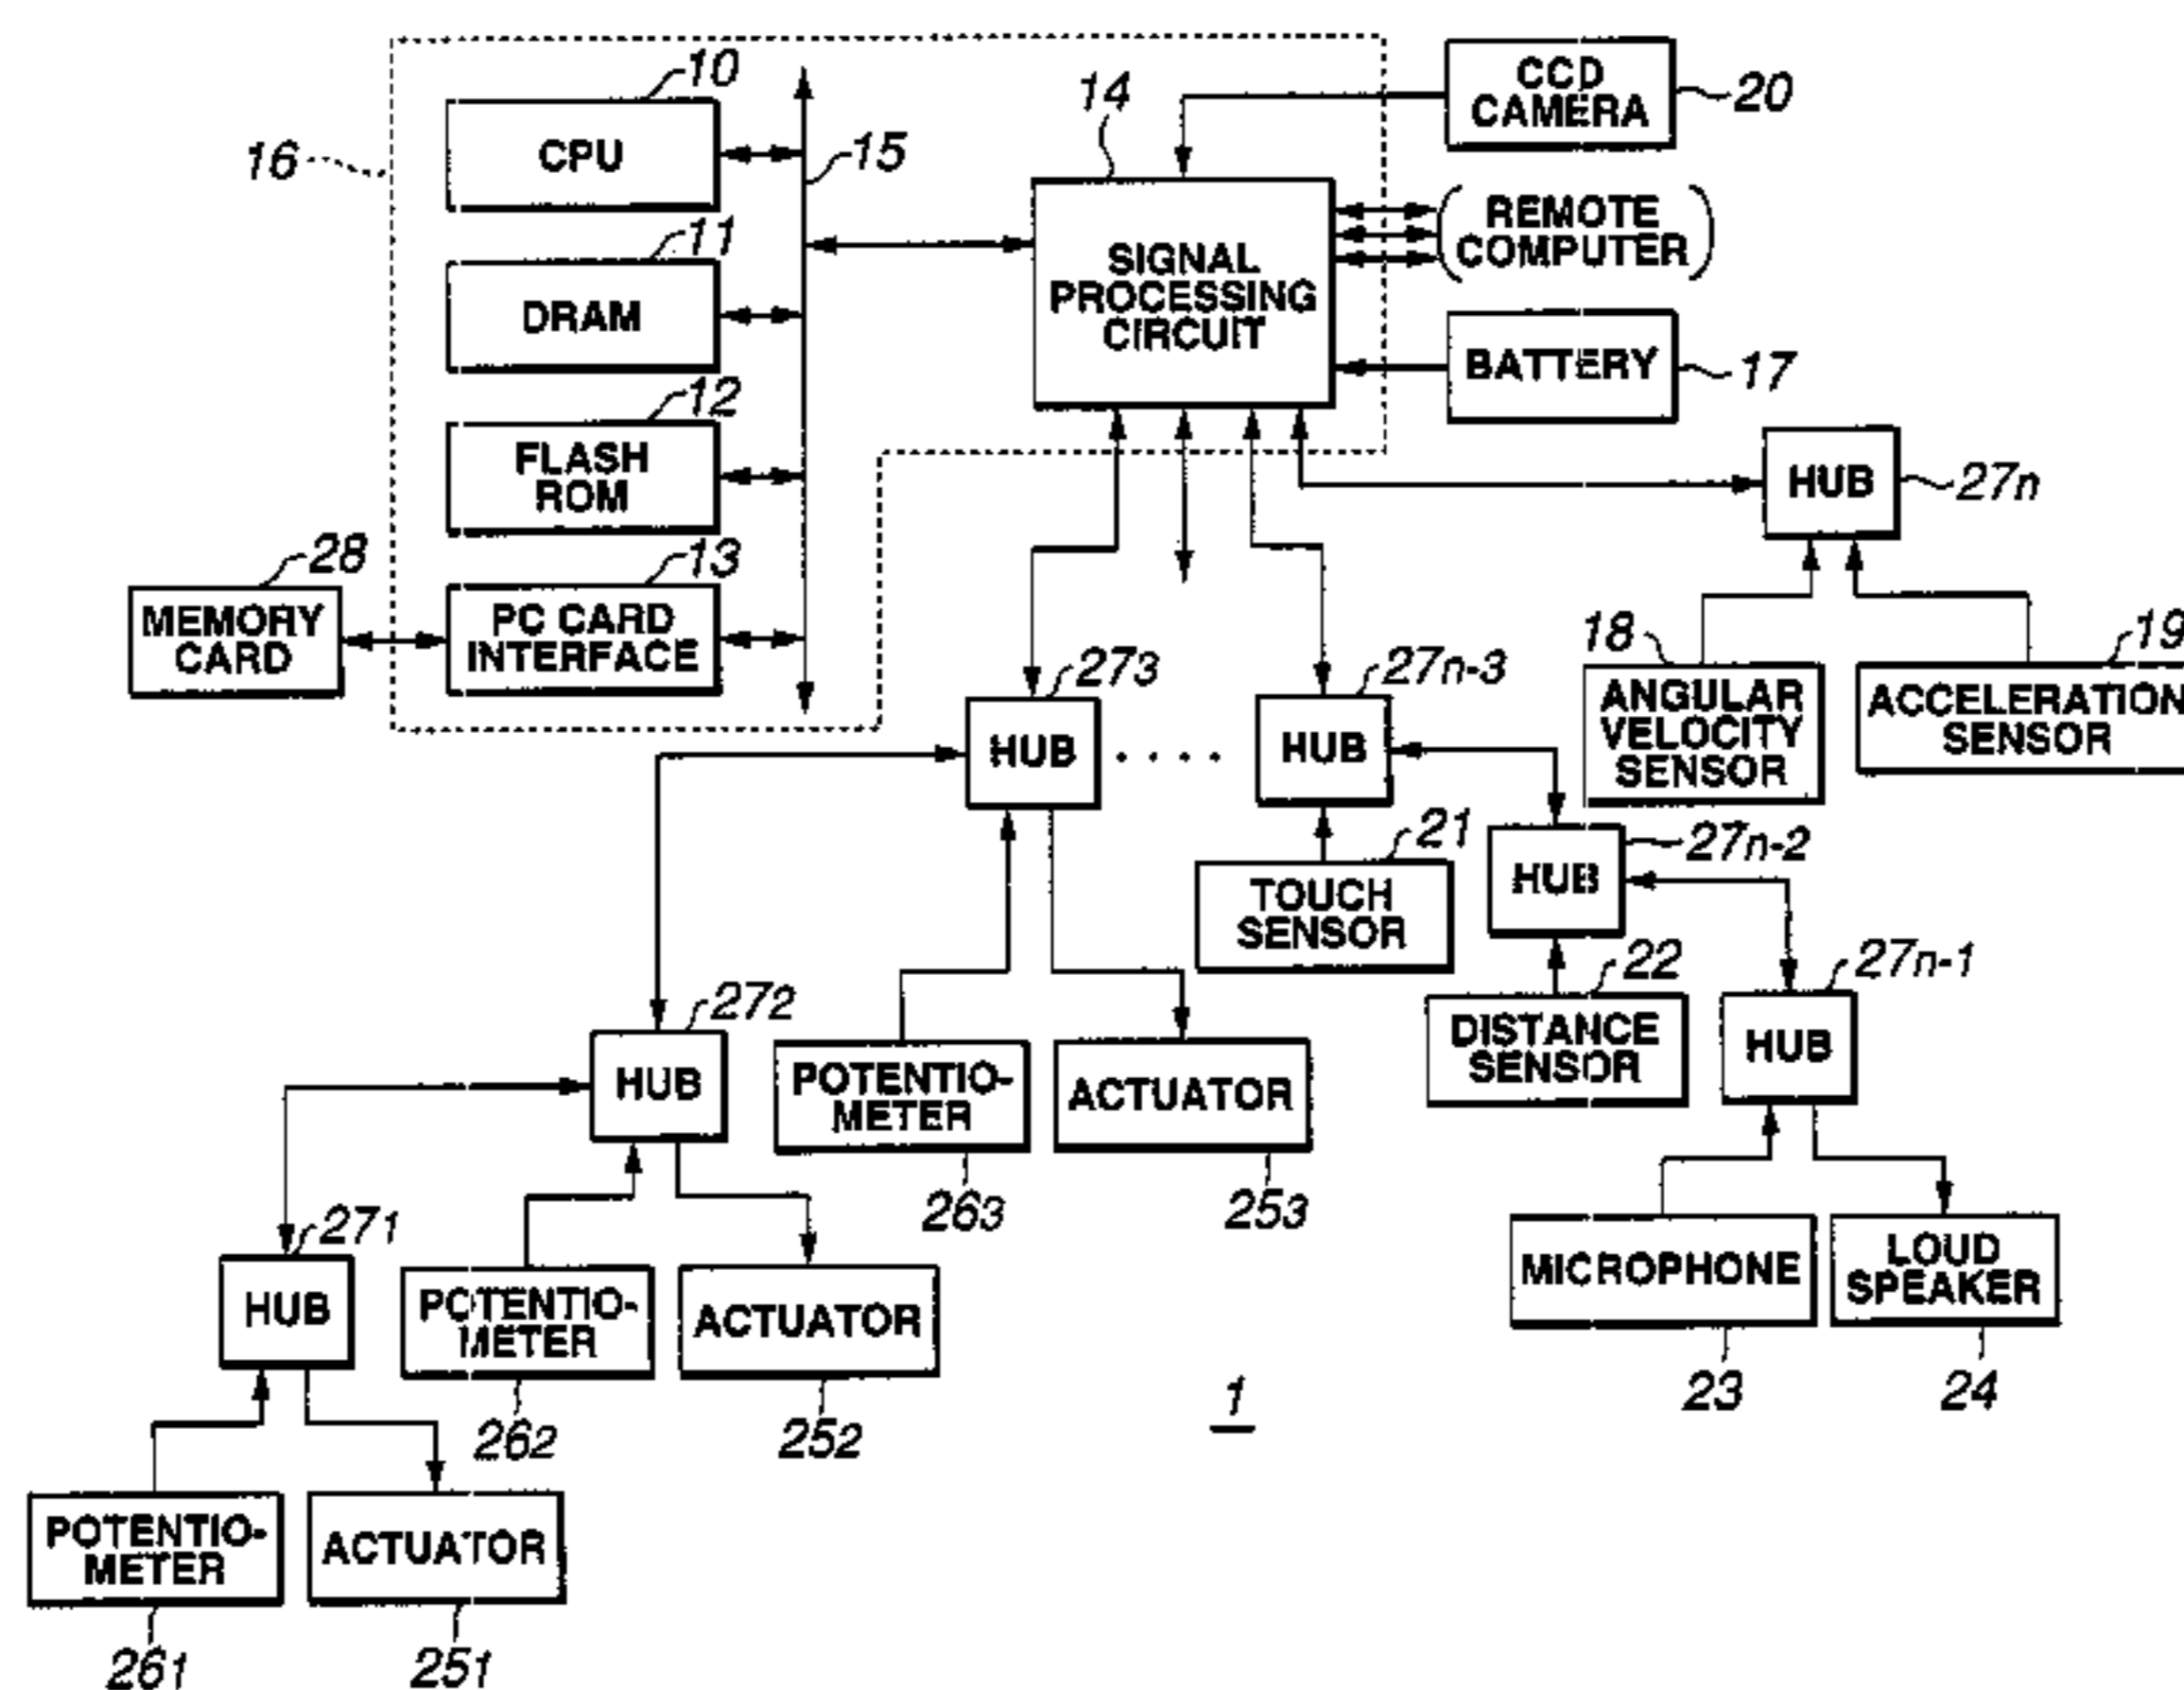 10
CPU
16
15
14
CCD
CAMERA
20
11
DRAM
SIGNAL
PROCESSING
CIRCUIT
( REMOTE
COMPUTER )
BATTERY
17
12
FLASH
ROM
HUB
27n
28
MEMORY
CARD
13
PC CARD
INTERFACE
273
HUB
. . . .
27n-3
HUB
18
ANGULAR
VELOCITY
SENSOR
19
ACCELERATION
SENSOR
21
TOUCH
SENSOR
27n-2
HUB
22
DISTANCE
SENSOR
27n-1
HUB
272
HUB
POTENTIO-
METER
263
ACTUATOR
253
MICROPHONE
23
LOUD
SPEAKER
24
271
HUB
POTENTIO-
METER
262
ACTUATOR
252
1
POTENTIO-
METER
261
ACTUATOR
251